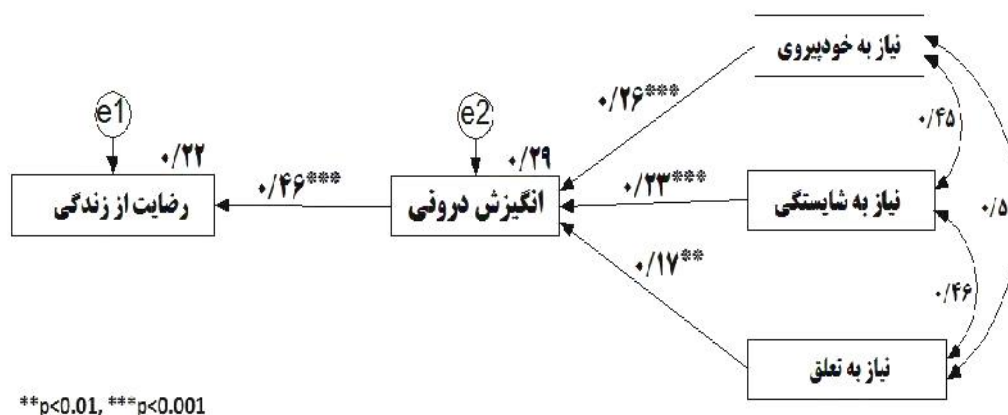 نیاز به خودپیروی
۰/۲۶***
۰/۴۵
e1
e2
۰/۲۲
۰/۲۹
رضایت از زندگی
۰/۴۶***
انگیزش درونی
۰/۲۳***
نیاز به شایستگی
۰/۵
۰/۱۷**
۰/۴۶
نیاز به تعلق
**p<0.01, ***p<0.001